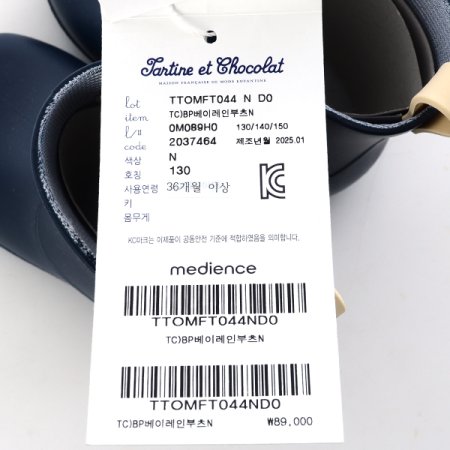 Tartine et Chocolat
MAISON FRANÇAISE DE MODE ENFANTINE
lot TTOMFT044 N D0
item TC)BP베이레인부츠N
l/# 0M089H0 130/140/150
code 2037464 제조년월 2025.01
색상 N
호칭 130
사용연령 36개월 이상
키
몸무게
KC마크는 이제품이 공통안전 기준에 적합하였음을 의미합니다.
medience
TTOMFT044ND0
TC)BP베이레인부츠N
TTOMFT044ND0
TC)BP베이레인부츠N ₩89,000